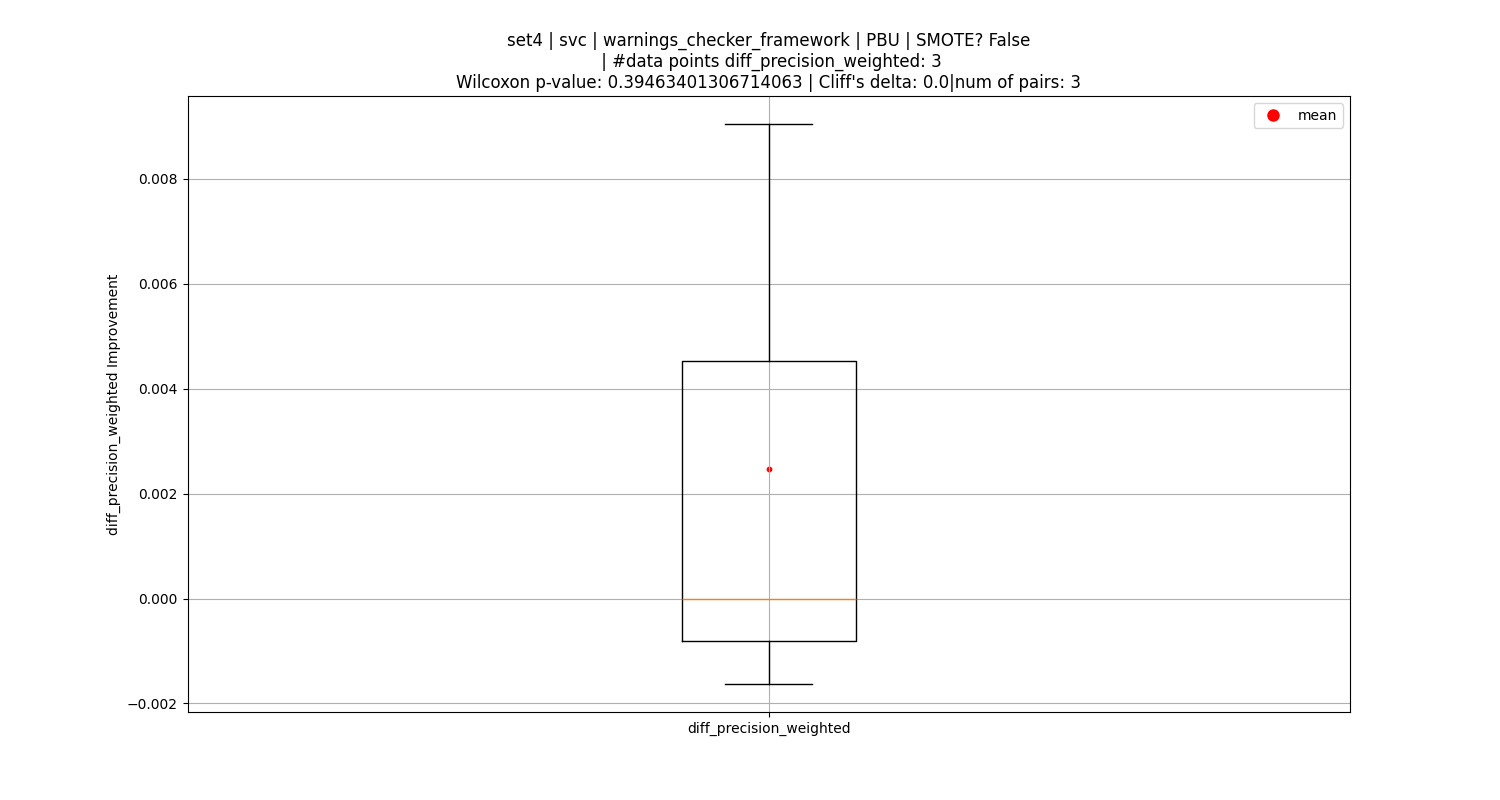 set4 | svc | warnings_checker_framework | PBU | SMOTE? False
| #data points diff_precision_weighted: 3
Wilcoxon p-value: 0.39463401306714063 | Cliff's delta: 0.0|num of pairs: 3
mean
0.008
0.006
0.004
0.002
0.000
−0.002
diff_precision_weighted Improvement
diff_precision_weighted